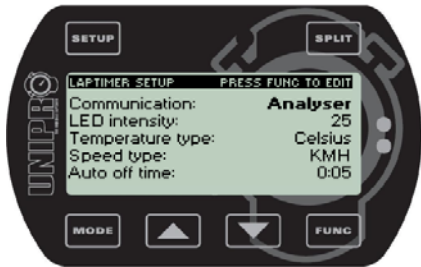 SETUP SPLIT
LAPTIMER SETUP PRESS FUNC TO EDIT
Communication: Analyser
LED intensity: 25
Temperature type: Celsius
Speed type: KMH
Auto off time: 0:05
UNIPRO
MODE FUNC